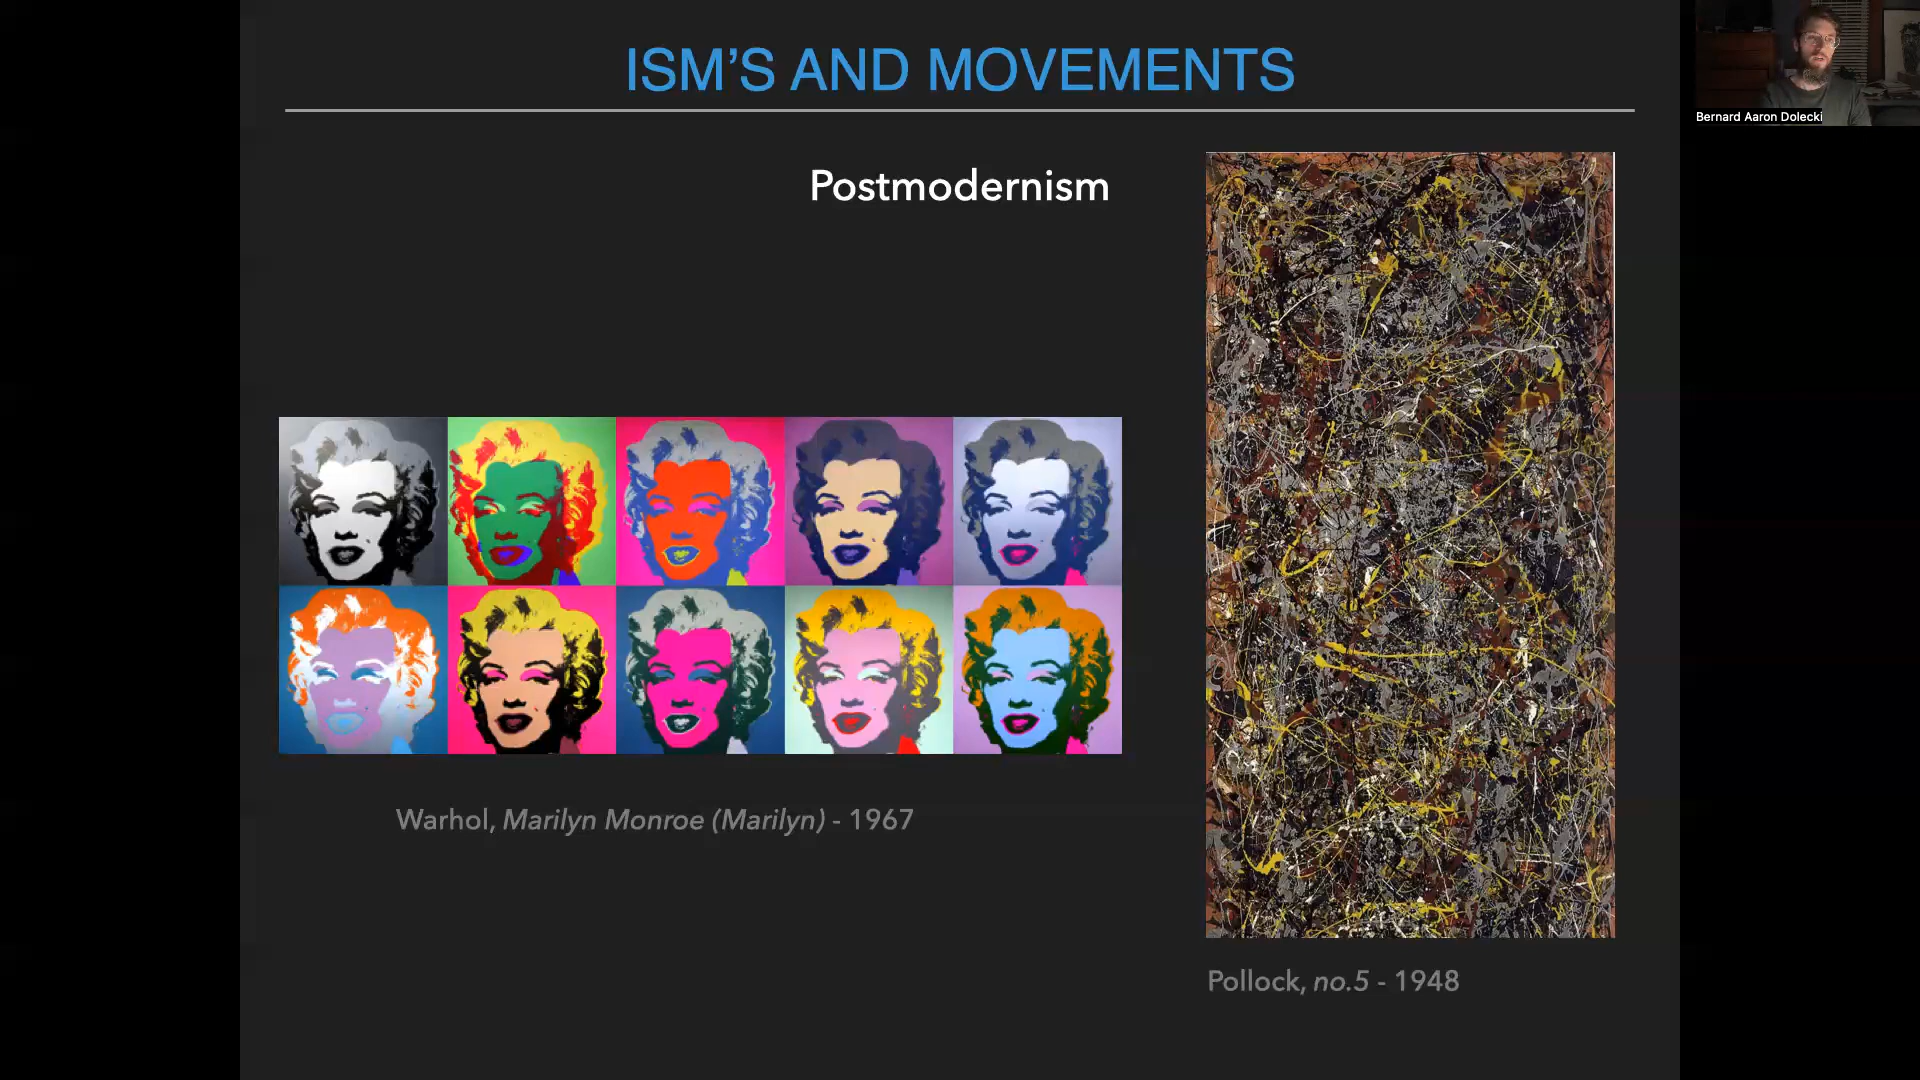 ISM’S AND MOVEMENTS
Bernard Aaron Dolecki
Postmodernism
Warhol, Marilyn Monroe (Marilyn) - 1967
Pollock, no.5 - 1948